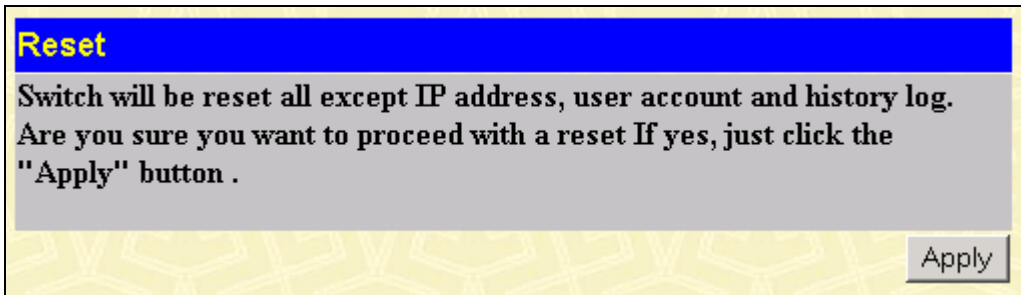 Reset
Switch will be reset all except IP address, user account and history log.
Are you sure you want to proceed with a reset If yes, just click the
"Apply" button .
Apply